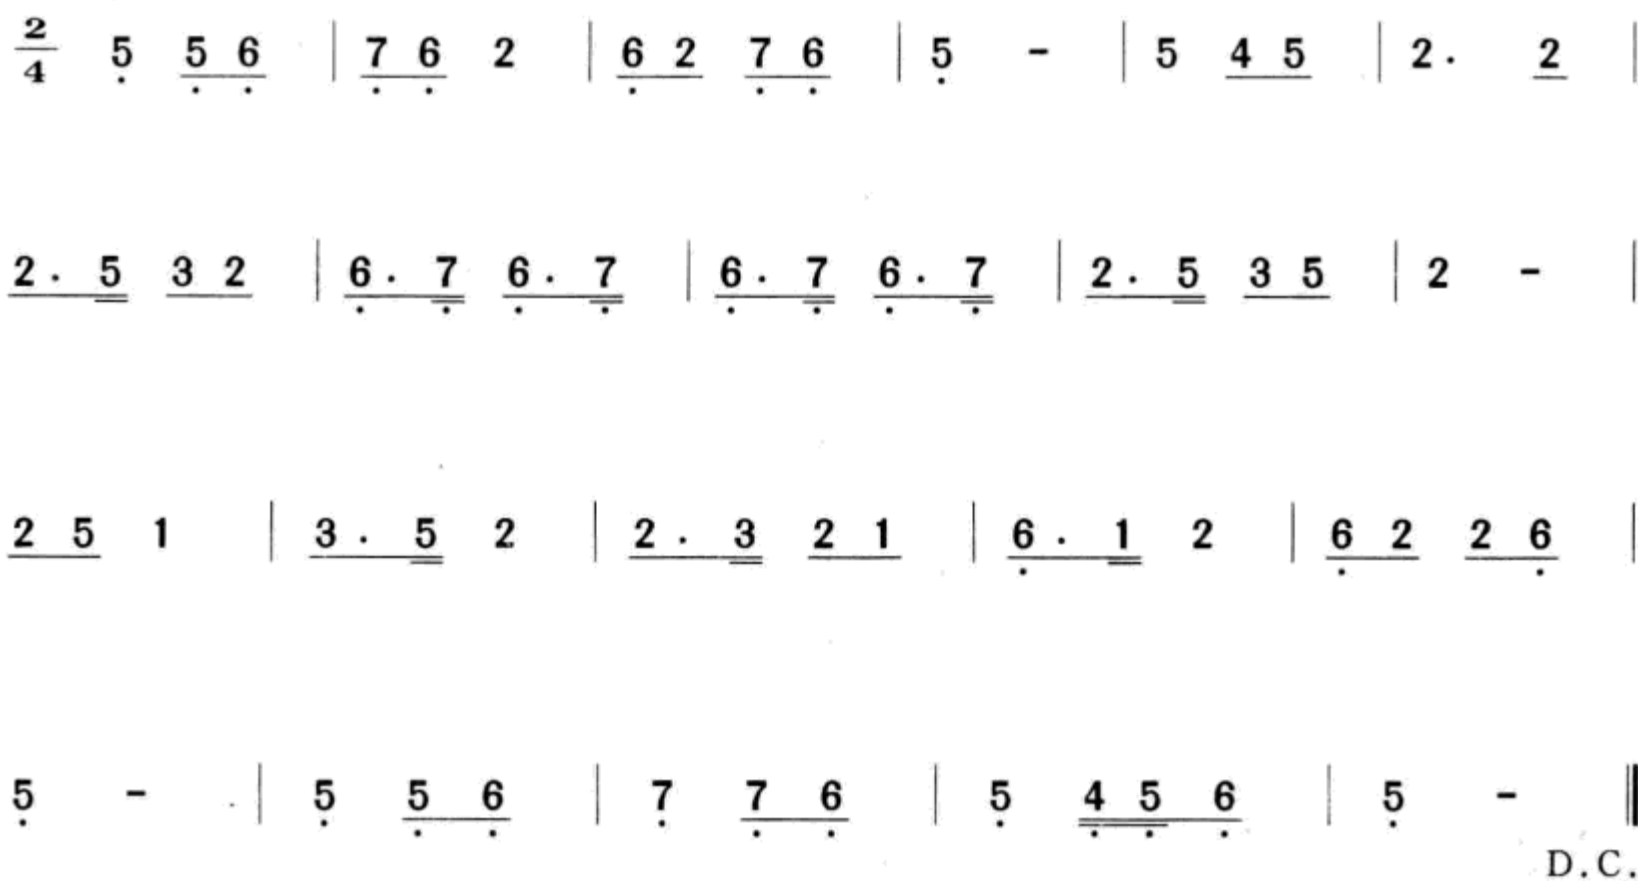 2/4 5̣ 5̣ 6̣ | 7̣ 6̣ 2 | 6̣ 2 7̣ 6̣ | 5̣ - | 5 4 5 | 2 . 2 |
2 . 5 3 2 | 6̣ . 7̣ 6̣ . 7̣ | 6̣ . 7̣ 6̣ . 7̣ | 2 . 5 3 5 | 2 - |
2 5 1 | 3 . 5 2 | 2 . 3 2 1 | 6̣ . 1 2 | 6̣ 2 2 6̣ |
5̣ - | 5̣ 5̣ 6̣ | 7̣ 7̣ 6̣ | 5̣ 4̣ 5̣ 6̣ | 5̣ - ‖
D.C.